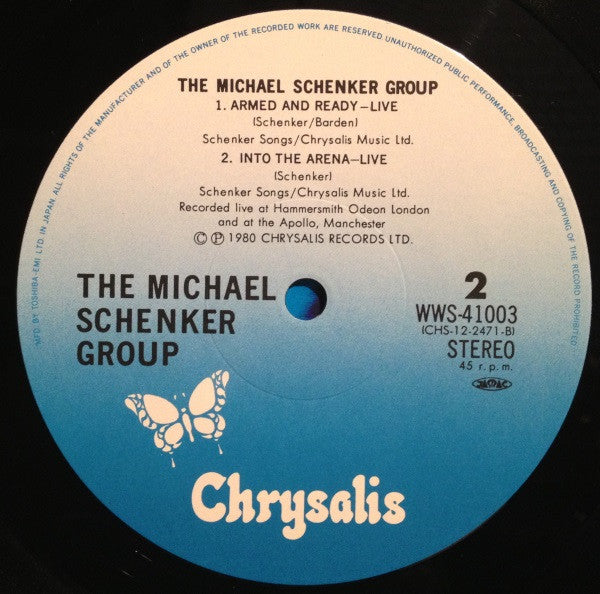 MFD. BY TOSHIBA-EMI LTD. IN JAPAN. ALL RIGHTS OF THE MANUFACTURER AND OF THE OWNER OF THE RECORDED WORK ARE RESERVED UNAUTHORIZED PUBLIC PERFORMANCE, BROADCASTING AND COPYING OF THE RECORD PROHIBITED
THE MICHAEL SCHENKER GROUP
1. ARMED AND READY–LIVE
(Schenker/Barden)
Schenker Songs/Chrysalis Music Ltd.
2. INTO THE ARENA–LIVE
(Schenker)
Schenker Songs/Chrysalis Music Ltd.
Recorded live at Hammersmith Odeon London
and at the Apollo, Manchester
© ℗ 1980 CHRYSALIS RECORDS LTD.
THE MICHAEL
SCHENKER
GROUP
2
WWS-41003
(CHS-12-2471-B)
STEREO
45 r.p.m.
Chrysalis